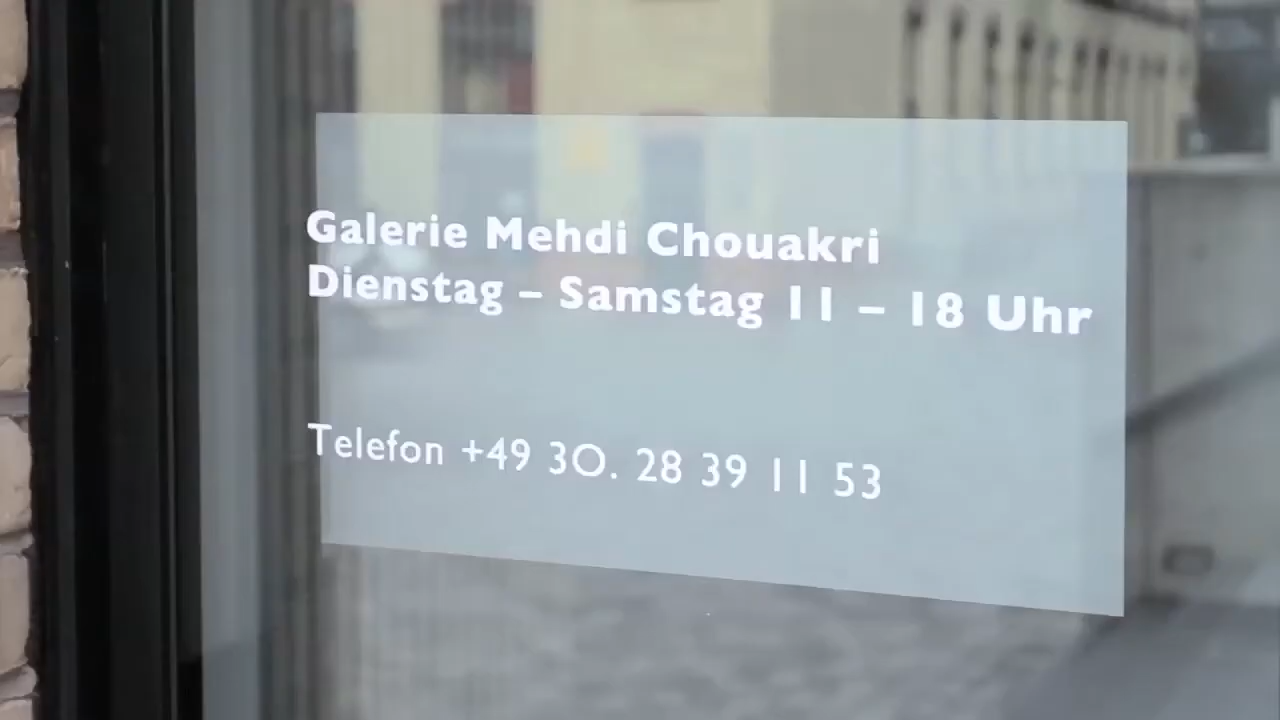 Galerie Mehdi Chouakri
Dienstag – Samstag 11 – 18 Uhr
Telefon +49 30. 28 39 11 53